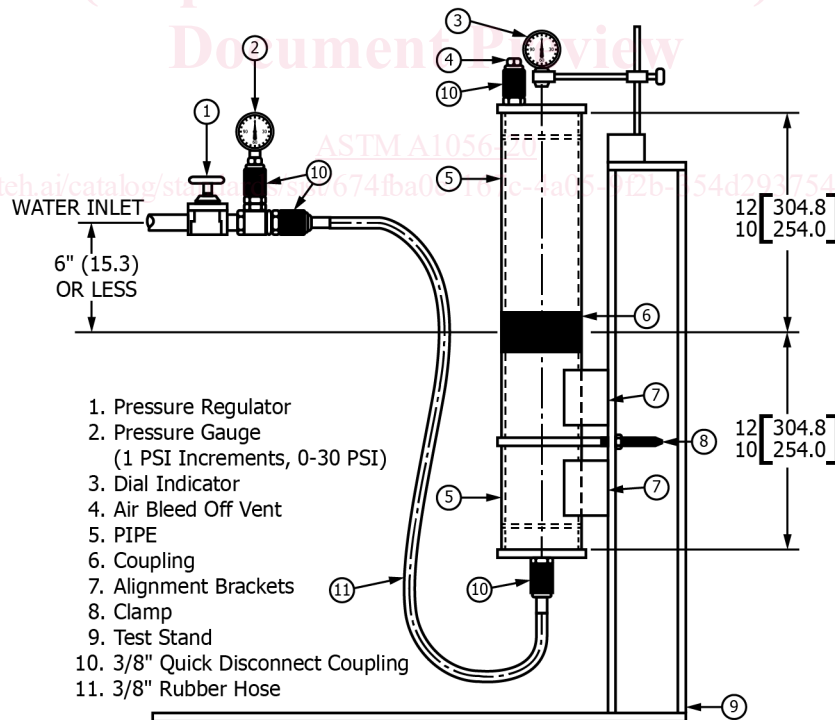 Document Preview
ASTM A1056-20
WATER INLET
6" (15.3)
OR LESS
1
2
3
4
10
10
5
12 [304.8]
10 [254.0]
6
7
12 [304.8]
10 [254.0]
8
5
7
11
10
9
1. Pressure Regulator
2. Pressure Gauge
(1 PSI Increments, 0-30 PSI)
3. Dial Indicator
4. Air Bleed Off Vent
5. PIPE
6. Coupling
7. Alignment Brackets
8. Clamp
9. Test Stand
10. 3/8" Quick Disconnect Coupling
11. 3/8" Rubber Hose